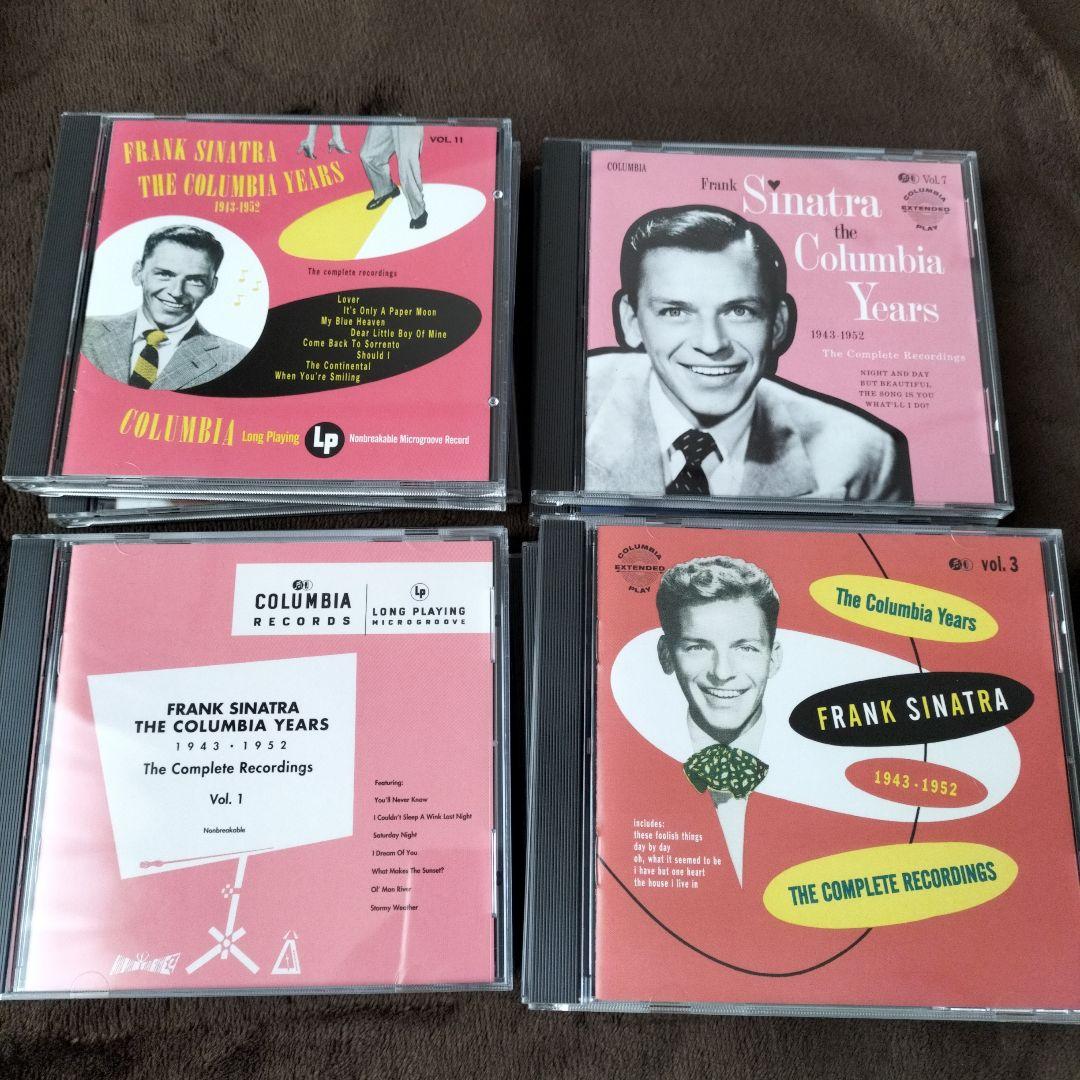 FRANK SINATRA
THE COLUMBIA YEARS
1943-1952
VOL. 11
The complete recordings
Lover
It's Only A Paper Moon
My Blue Heaven
Dear Little Boy Of Mine
Come Back To Sorrento
Should I
The Continental
When You're Smiling
COLUMBIA Long Playing Lp Nonbreakable Microgroove Record
COLUMBIA
Vol. 7
COLUMBIA
EXTENDED
PLAY
Frank Sinatra
the
Columbia
Years
1943-1952
The Complete Recordings
NIGHT AND DAY
BUT BEAUTIFUL
THE SONG IS YOU
WHAT'LL I DO?
COLUMBIA
RECORDS
Lp
LONG PLAYING
MICROGROOVE
FRANK SINATRA
THE COLUMBIA YEARS
1943 · 1952
The Complete Recordings
Vol. 1
Nonbreakable
Featuring:
You'll Never Know
I Couldn't Sleep A Wink Last Night
Saturday Night
I Dream Of You
What Makes The Sunset?
Ol' Man River
Stormy Weather
COLUMBIA
EXTENDED
PLAY
vol. 3
The Columbia Years
FRANK SINATRA
1943-1952
includes:
these foolish things
day by day
oh, what it seemed to be
i have but one heart
the house I live in
THE COMPLETE RECORDINGS